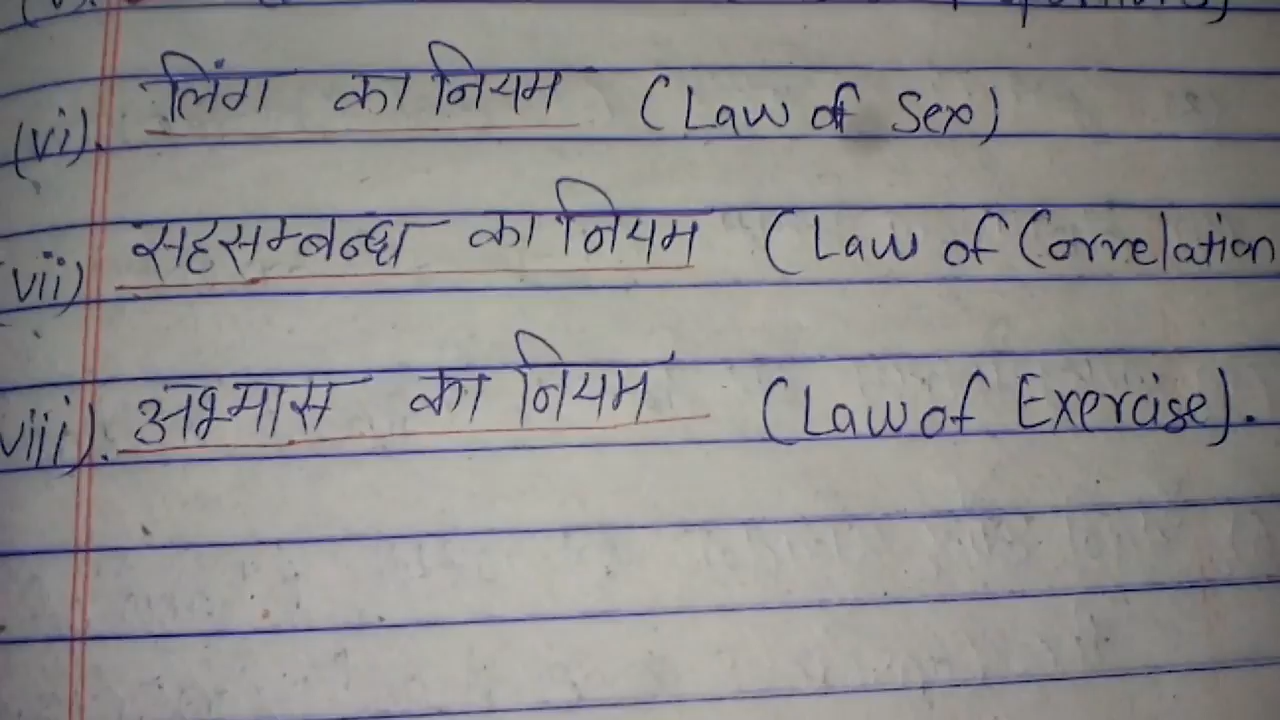 (vi). लिंग का नियम (Law of Sex)
vii) सहसम्बन्ध का नियम (Law of Correlation
viii). अभ्यास का नियम (Law of Exercise).